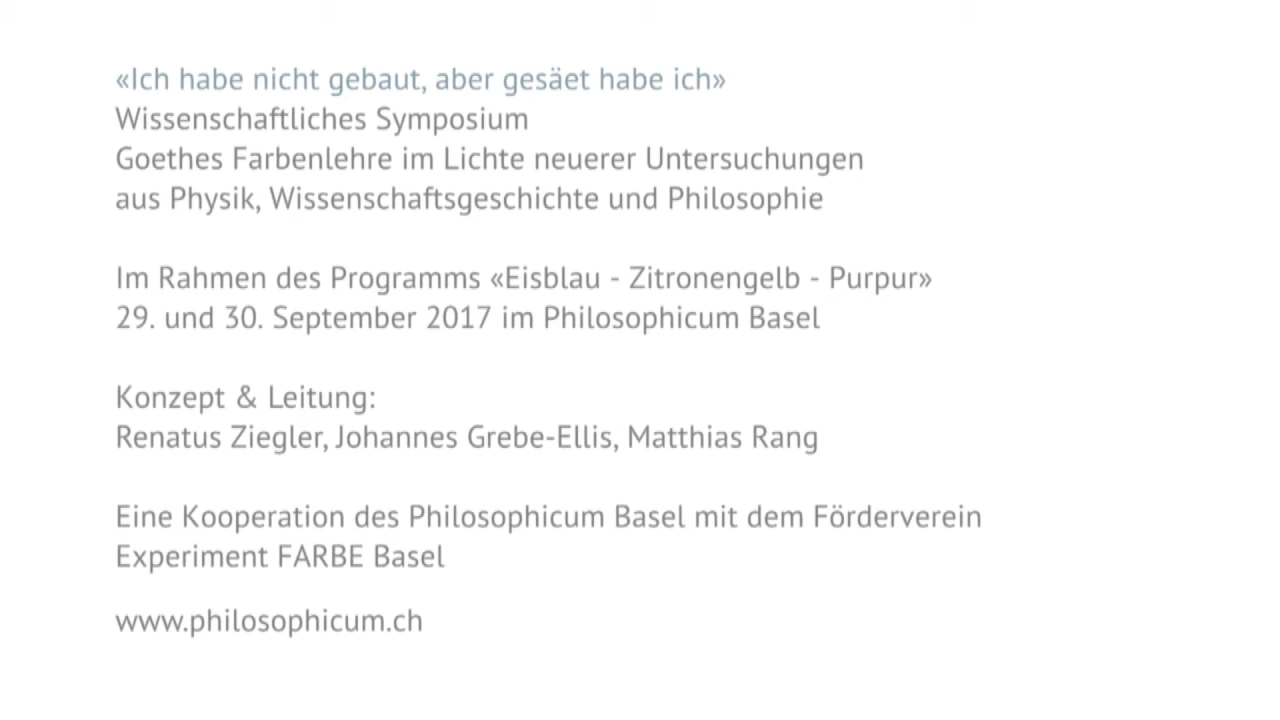 «Ich habe nicht gebaut, aber gesäet habe ich»
Wissenschaftliches Symposium
Goethes Farbenlehre im Lichte neuerer Untersuchungen
aus Physik, Wissenschaftsgeschichte und Philosophie
Im Rahmen des Programms «Eisblau - Zitronengelb - Purpur»
29. und 30. September 2017 im Philosophicum Basel
Konzept & Leitung:
Renatus Ziegler, Johannes Grebe-Ellis, Matthias Rang
Eine Kooperation des Philosophicum Basel mit dem Förderverein
Experiment FARBE Basel
www.philosophicum.ch